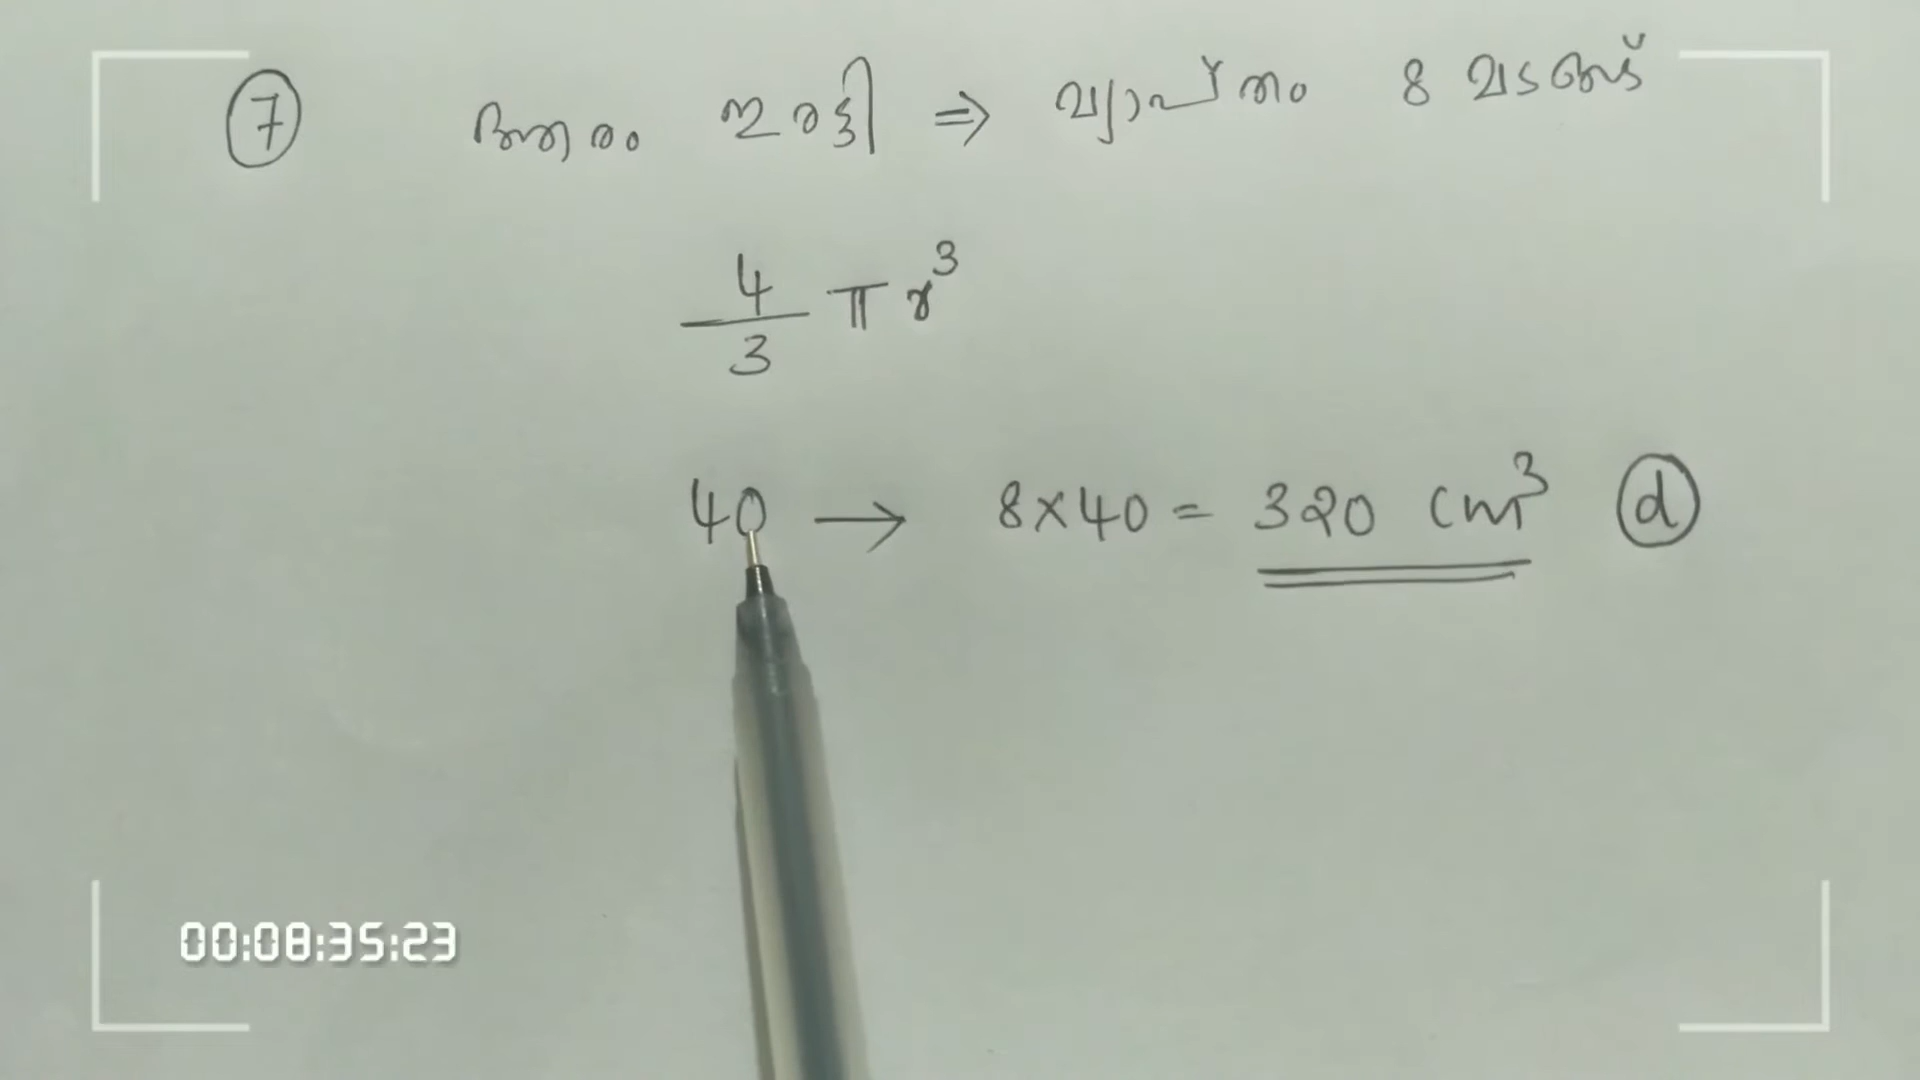 7 ആരം ഇരട്ടി ⇒ വ്യാപ്തം 8 മടങ്ങ്
4/3 π r³
40 → 8×40 = 320 cm³ d
00:08:35:23